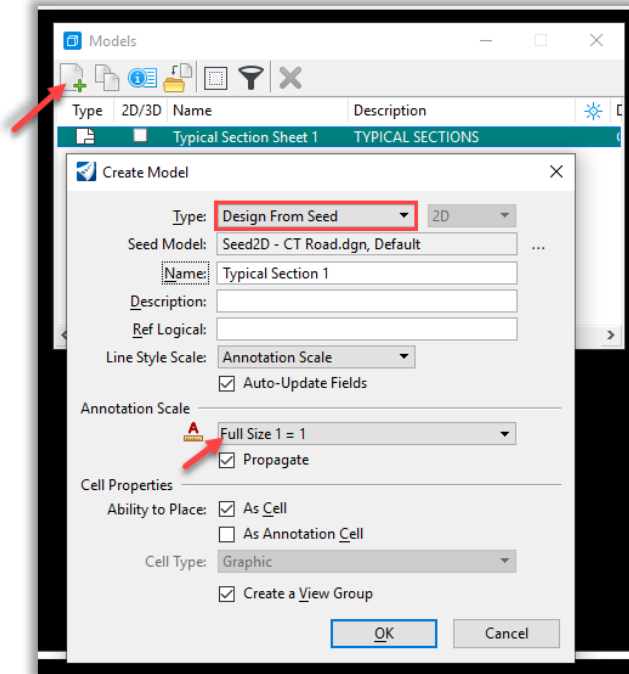 Models
Type 2D/3D Name Description
Typical Section Sheet 1 TYPICAL SECTIONS
Create Model
Type: Design From Seed 2D
Seed Model: Seed2D - CT Road.dgn, Default ...
Name: Typical Section 1
Description:
Ref Logical:
Line Style Scale: Annotation Scale
Auto-Update Fields
Annotation Scale
A Full Size 1 = 1
Propagate
Cell Properties
Ability to Place: As Cell
As Annotation Cell
Cell Type: Graphic
Create a View Group
OK Cancel